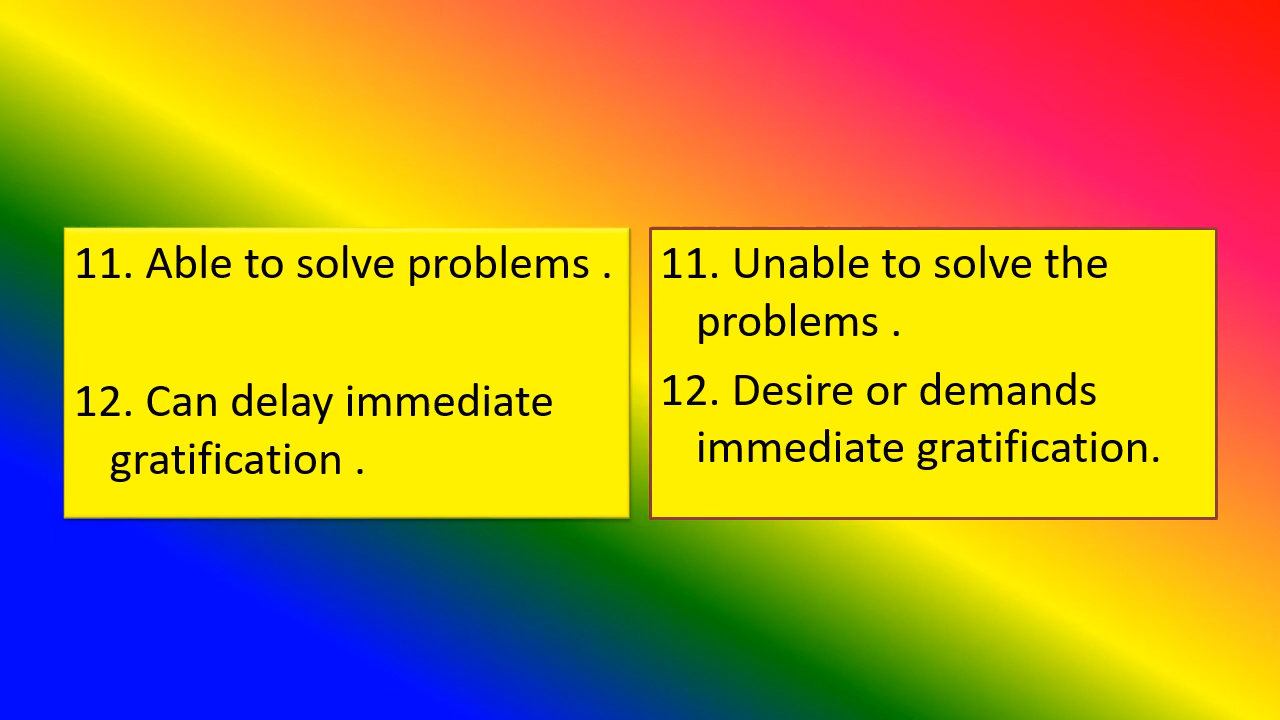 11. Able to solve problems .
12. Can delay immediate
gratification .
11. Unable to solve the
problems .
12. Desire or demands
immediate gratification.